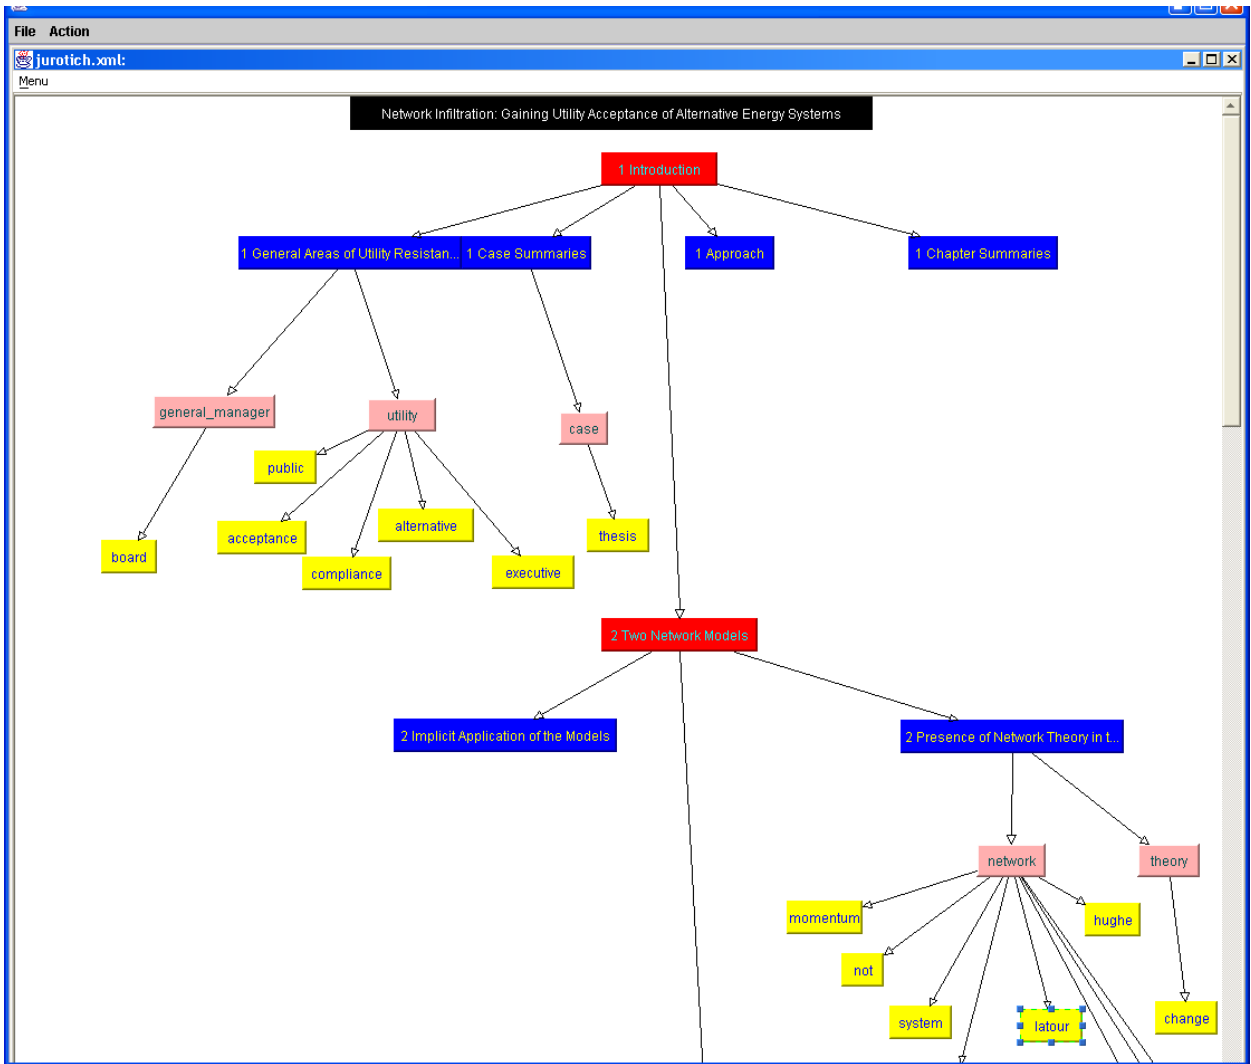 File Action
jurotich.xml:
Menu
Network Infiltration: Gaining Utility Acceptance of Alternative Energy Systems
1 Introduction
1 General Areas of Utility Resistan...
1 Case Summaries
1 Approach
1 Chapter Summaries
general_manager
utility
case
public
acceptance
alternative
thesis
board
compliance
executive
2 Two Network Models
2 Implicit Application of the Models
2 Presence of Network Theory in t...
network
theory
momentum
hughe
not
system
latour
change